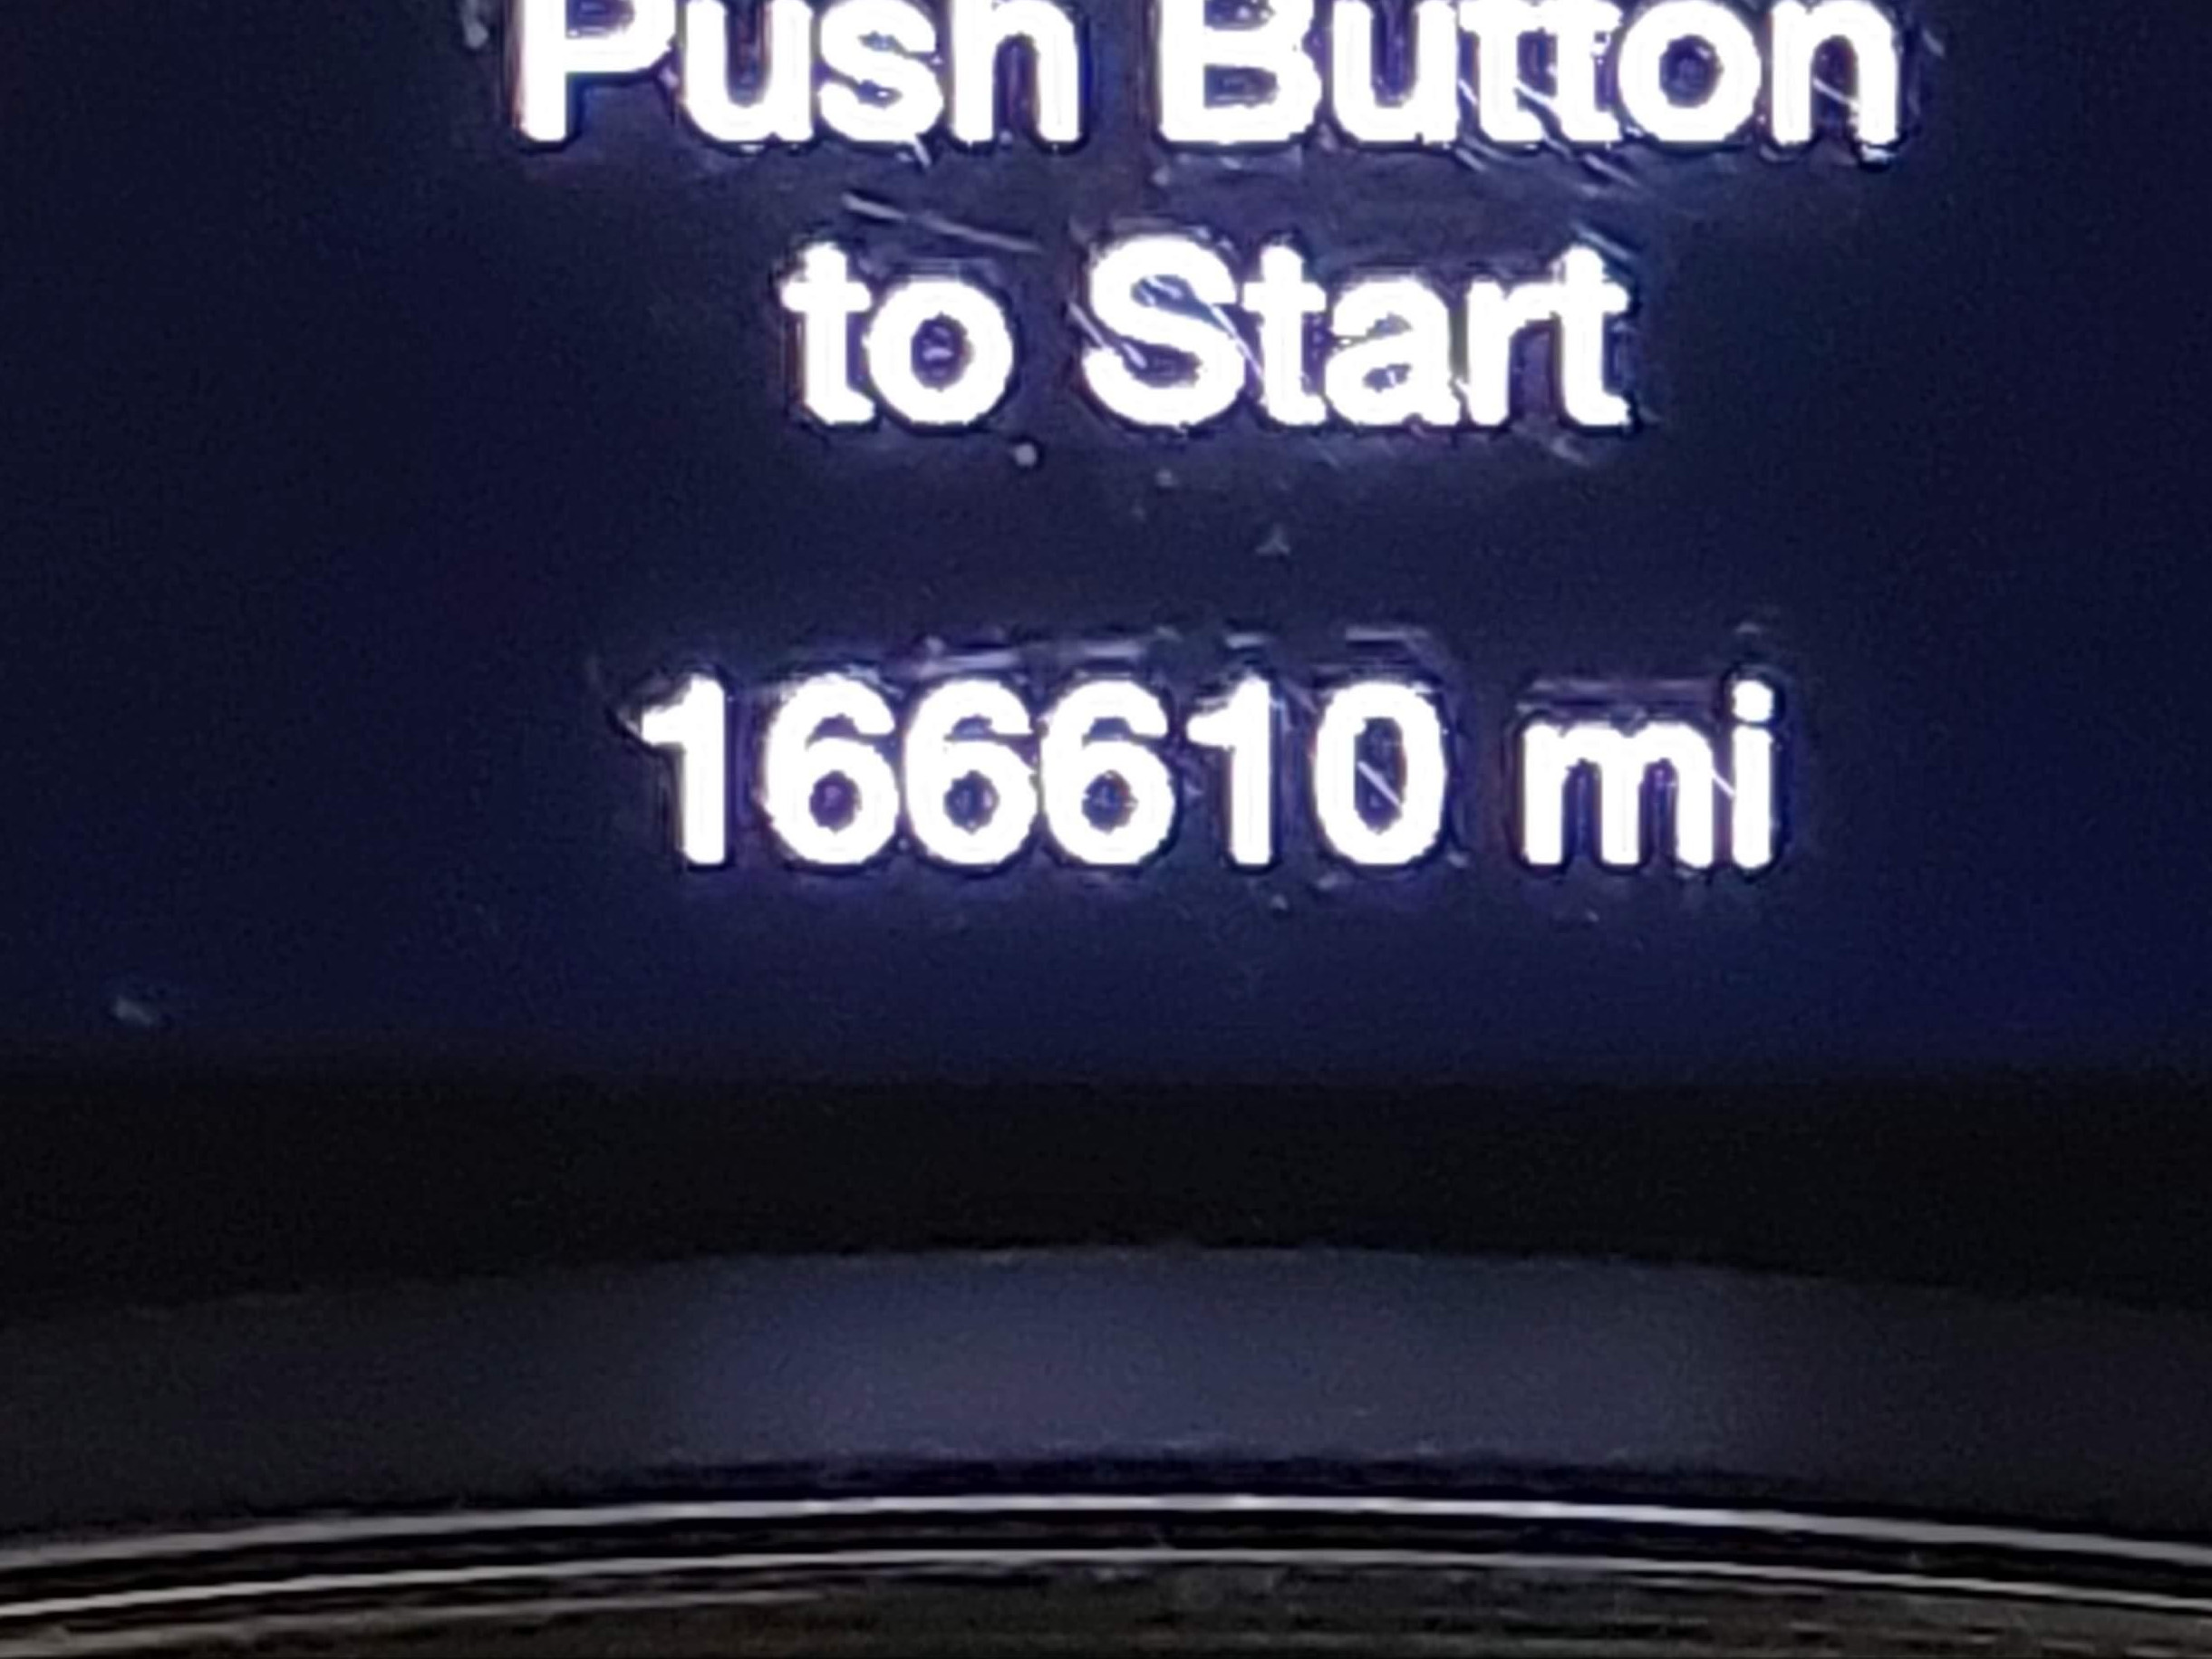 Push Button
to Start
166610 mi